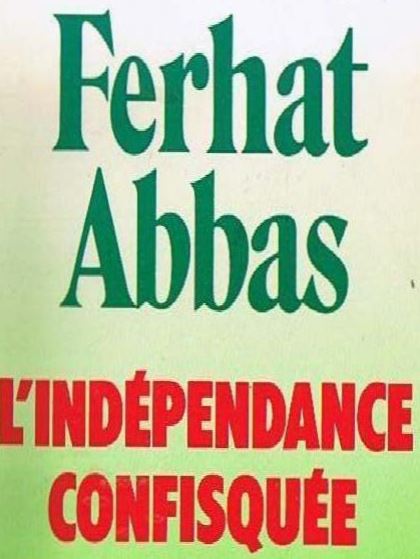 Ferhat
Abbas
L'INDÉPENDANCE
CONFISQUÉE